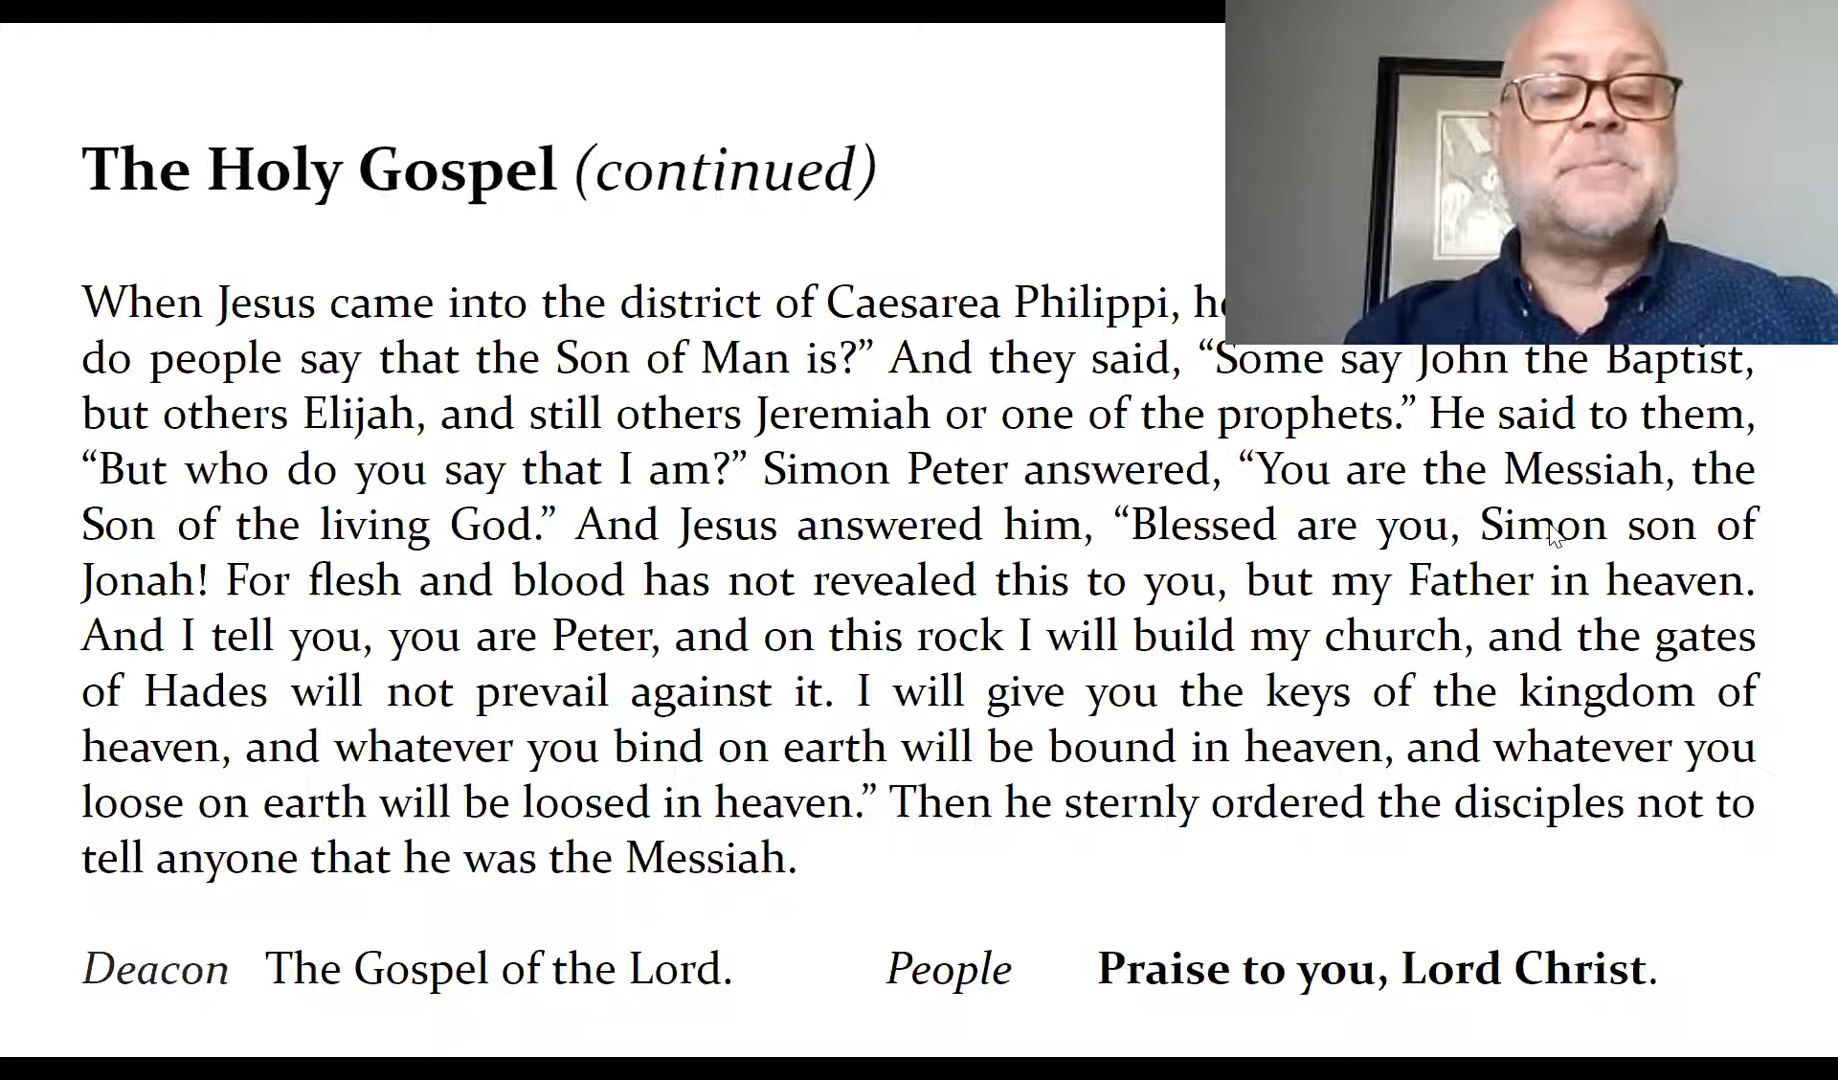 The Holy Gospel (continued)
When Jesus came into the district of Caesarea Philippi,
do people say that the Son of Man is?” And they said, “Some say John the Baptist,
but others Elijah, and still others Jeremiah or one of the prophets.” He said to them,
“But who do you say that I am?” Simon Peter answered, “You are the Messiah, the
Son of the living God.” And Jesus answered him, “Blessed are you, Simon son of
Jonah! For flesh and blood has not revealed this to you, but my Father in heaven.
And I tell you, you are Peter, and on this rock I will build my church, and the gates
of Hades will not prevail against it. I will give you the keys of the kingdom of
heaven, and whatever you bind on earth will be bound in heaven, and whatever you
loose on earth will be loosed in heaven.” Then he sternly ordered the disciples not to
tell anyone that he was the Messiah.
Deacon The Gospel of the Lord. People Praise to you, Lord Christ.